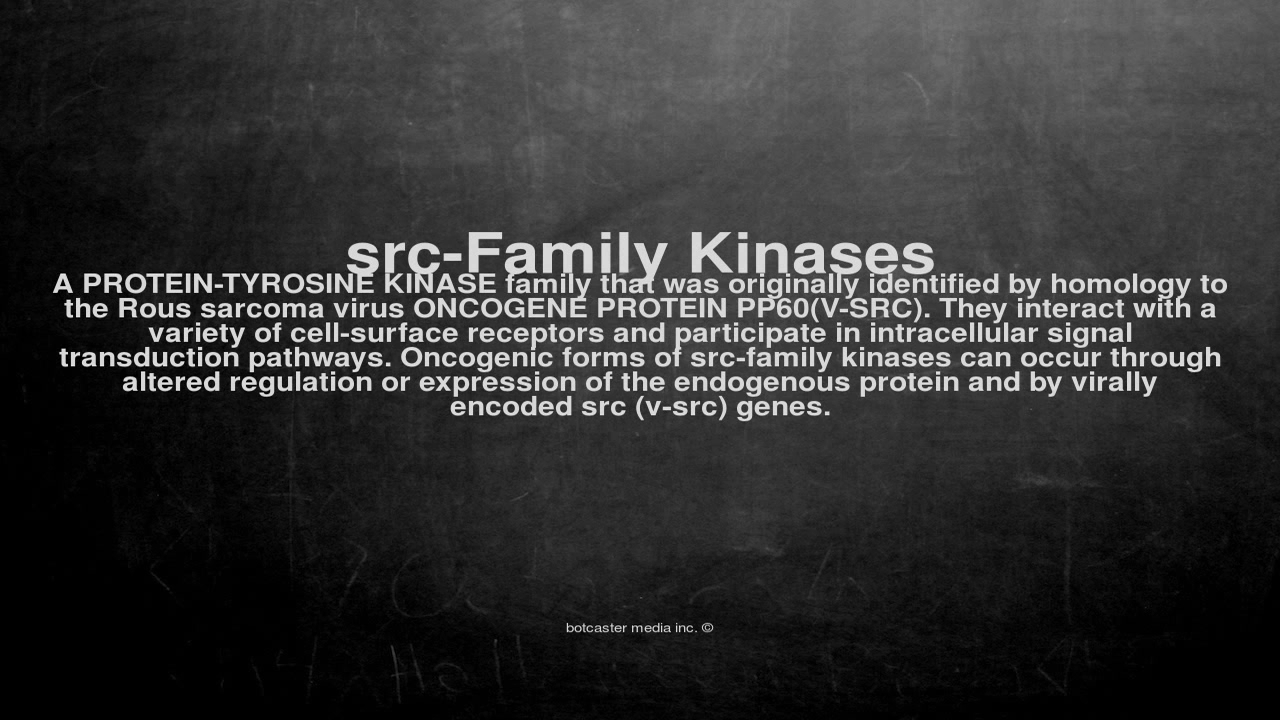 src-Family Kinases
A PROTEIN-TYROSINE KINASE family that was originally identified by homology to
the Rous sarcoma virus ONCOGENE PROTEIN PP60(V-SRC). They interact with a
variety of cell-surface receptors and participate in intracellular signal
transduction pathways. Oncogenic forms of src-family kinases can occur through
altered regulation or expression of the endogenous protein and by virally
encoded src (v-src) genes.
botcaster media inc. ©